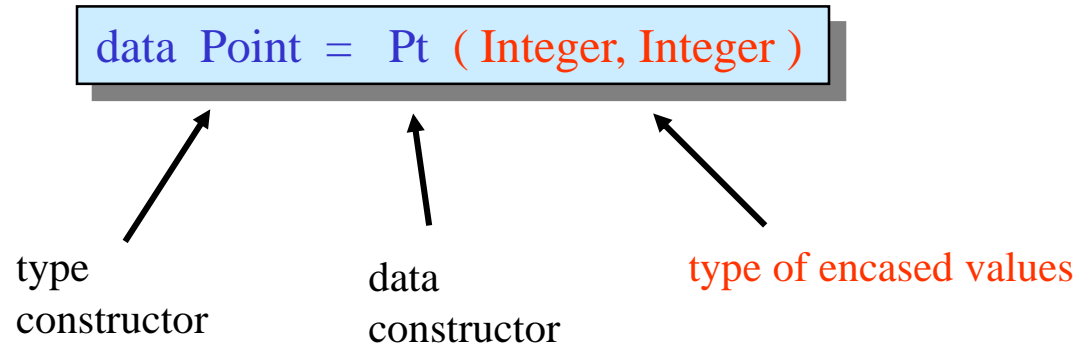 data Point = Pt ( Integer, Integer )
type
constructor
data
constructor
type of encased values